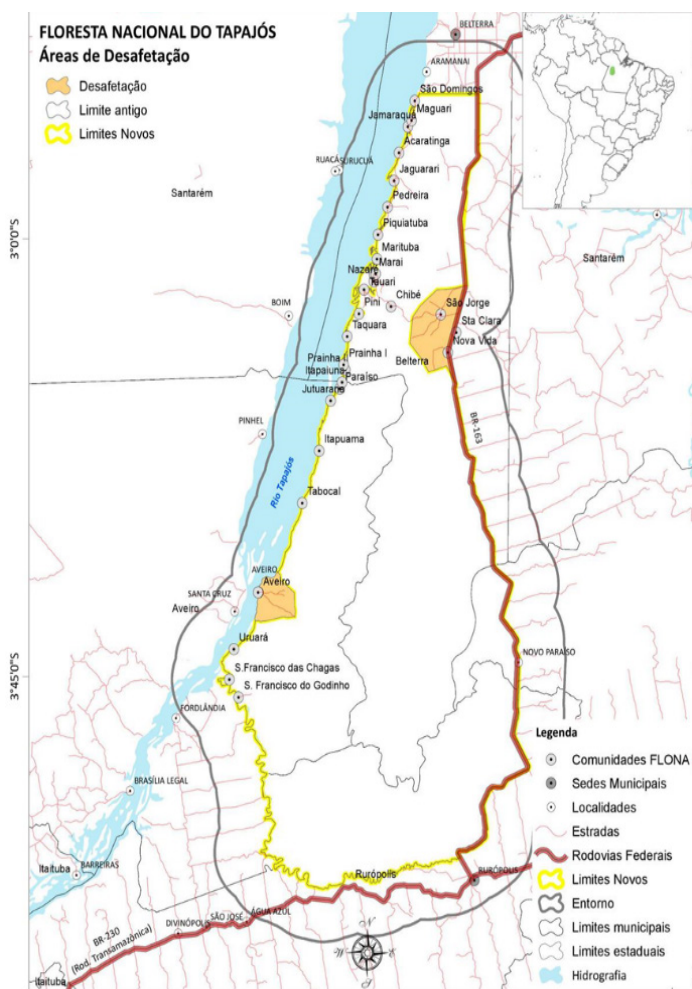 FLORESTA NACIONAL DO TAPAJÓS
Áreas de Desafetação
Desafetação
Limite antigo
Limites Novos
BELTERRA
ARAMANAI
São Domingos
Maguari
Jamaraquá
Acaratinga
SURUCUÁ
Jaguarari
Santarém
Pedreira
Piquiatuba
3°0'0"S
Marituba
Marai
Nazaré
Tauari
Santarém
Chibé
BOIM
Pini
São Jorge
Taquara
Sta Clara
Nova Vida
Prainha I
Belterra
Prainha I
Itapaiuna
Paraíso
Jutuarana
BR-163
PINHEL
Itapuama
Rio Tapajós
Tabocal
AVEIRO
Aveiro
SANTA CRUZ
Aveiro
Uruará
NOVO PARAÍSO
3°45'0"S
S.Francisco das Chagas
S. Francisco do Godinho
FORDLÂNDIA
Legenda
Comunidades FLONA
Sedes Municipais
BRASÍLIA LEGAL
Localidades
Estradas
Rodovias Federais
Itaituba
BARREIRAS
Rurópolis
RURÓPOLIS
Limites Novos
Entorno
ÁGUA AZUL
SÃO JOSÉ
DIVINÓPOLIS
Limites municipais
BR-230
(Rod. Transamazônica)
N
W
E
S
Limites estaduais
Itaituba
Hidrografia